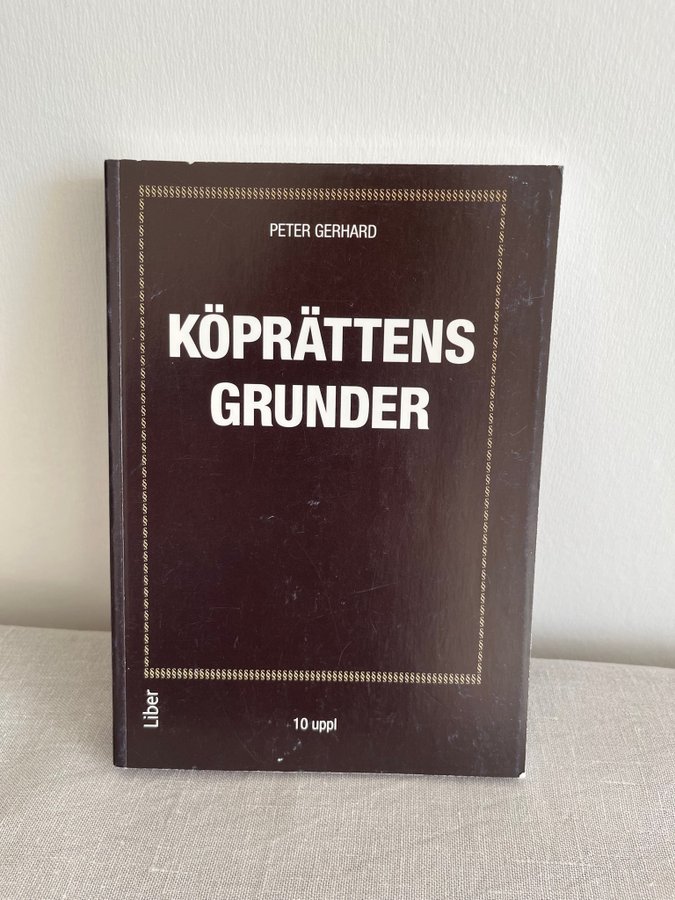 PETER GERHARD
KÖPRÄTTENS
GRUNDER
Liber
10 uppl